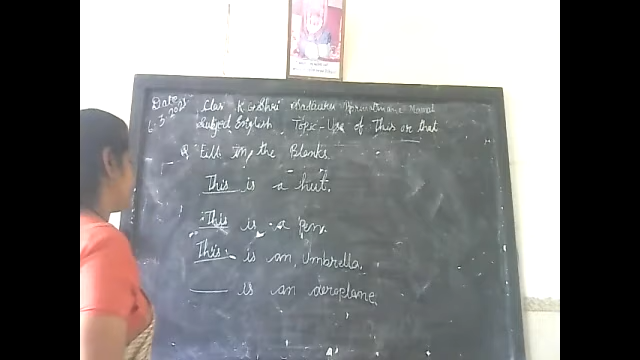 Date
6.3.2021
Class K G Shri
Subject English. Topic - Use of This or that
Q Fill in the Blanks.
This is a hut.
This is a pen.
This is an Umbrella.
____ is an aeroplane.